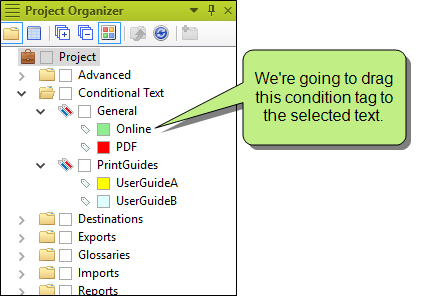 Project Organizer
Project
Advanced
Conditional Text
General
Online
PDF
PrintGuides
UserGuideA
UserGuideB
Destinations
Exports
Glossaries
Imports
Reports
We're going to drag
this condition tag to
the selected text.